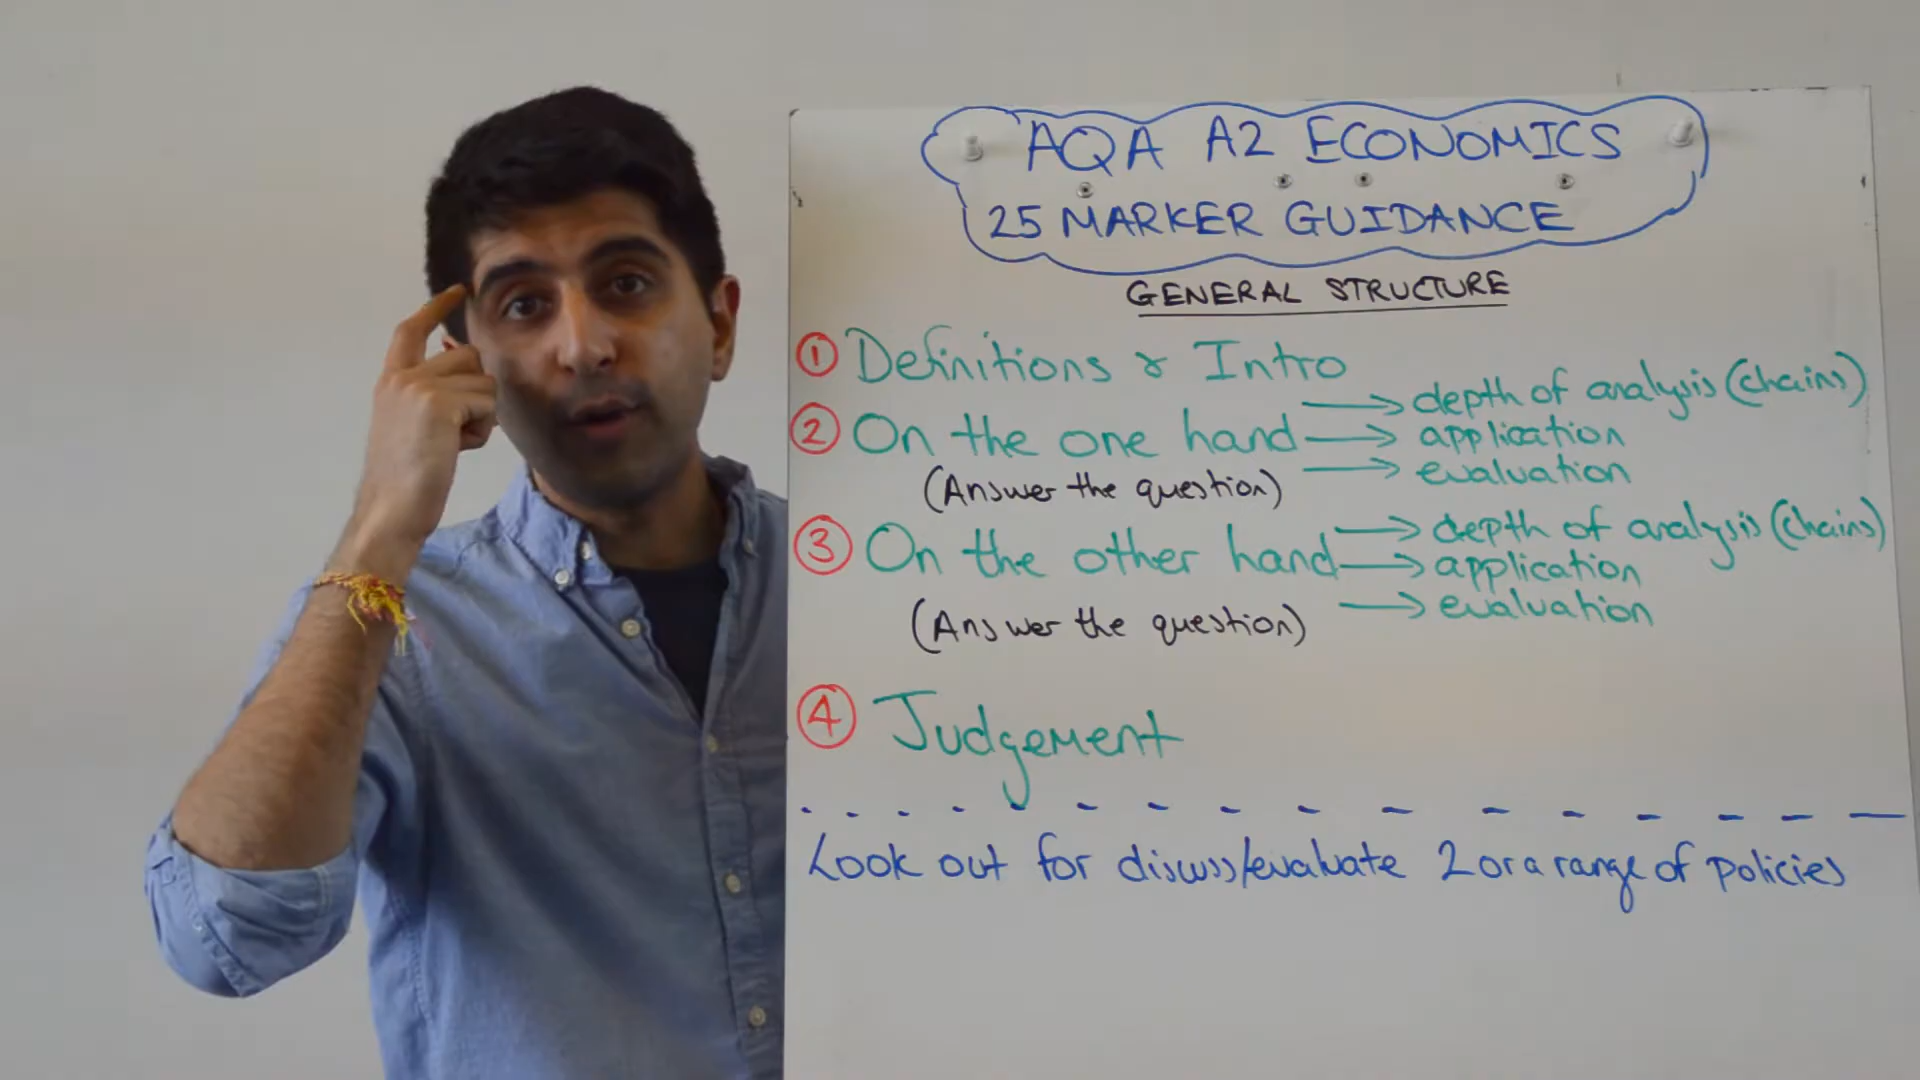 AQA A2 ECONOMICS
25 MARKER GUIDANCE
GENERAL STRUCTURE
① Definitions & Intro
② On the one hand → depth of analysis (chains)
→ application
(Answer the question) → evaluation
③ On the other hand → depth of analysis (chains)
→ application
(Answer the question) → evaluation
④ Judgement
Look out for discuss/evaluate 2 or a range of policies